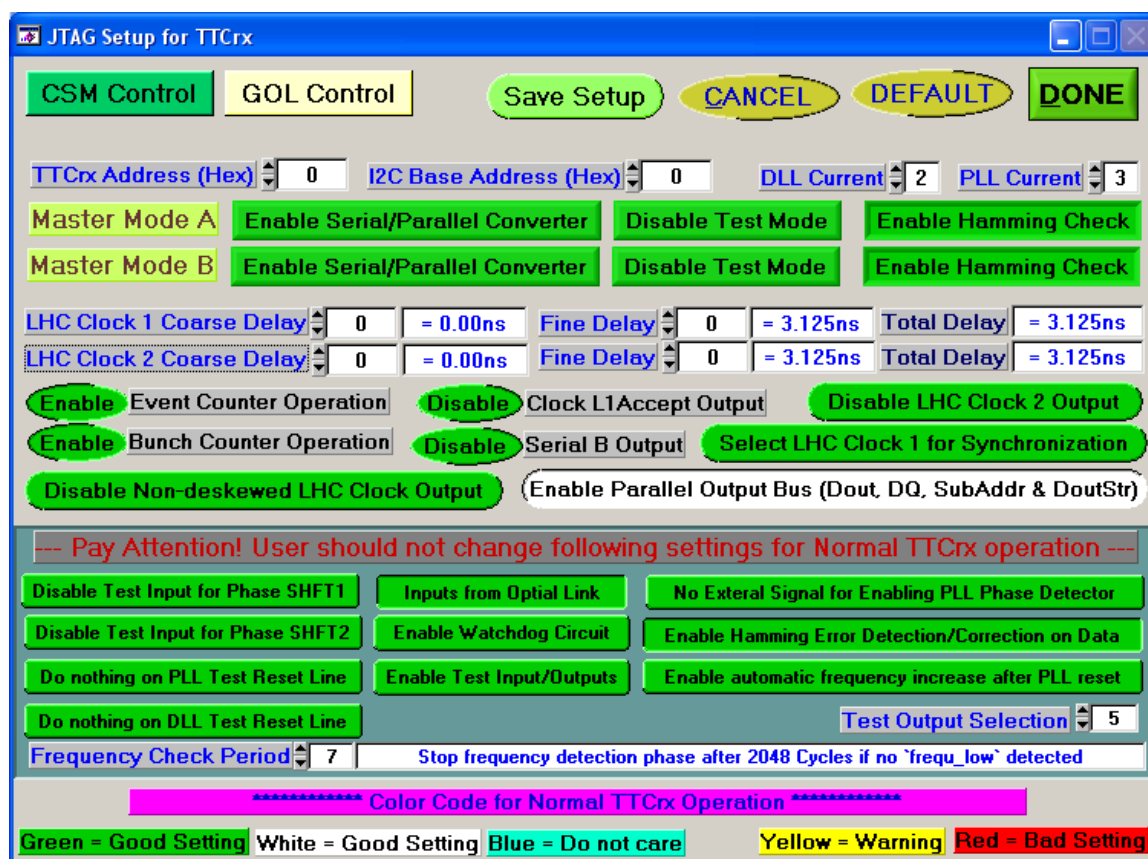 JTAG Setup for TTCrx
CSM Control GOL Control Save Setup CANCEL DEFAULT DONE
TTCrx Address (Hex) 0 I2C Base Address (Hex) 0 DLL Current 2 PLL Current 3
Master Mode A Enable Serial/Parallel Converter Disable Test Mode Enable Hamming Check
Master Mode B Enable Serial/Parallel Converter Disable Test Mode Enable Hamming Check
LHC Clock 1 Coarse Delay 0 = 0.00ns Fine Delay 0 = 3.125ns Total Delay = 3.125ns
LHC Clock 2 Coarse Delay 0 = 0.00ns Fine Delay 0 = 3.125ns Total Delay = 3.125ns
Enable Event Counter Operation Disable Clock L1Accept Output Disable LHC Clock 2 Output
Enable Bunch Counter Operation Disable Serial B Output Select LHC Clock 1 for Synchronization
Disable Non-deskewed LHC Clock Output Enable Parallel Output Bus (Dout, DQ, SubAddr & DoutStr)
--- Pay Attention! User should not change following settings for Normal TTCrx operation ---
Disable Test Input for Phase SHFT1 Inputs from Optial Link No Exteral Signal for Enabling PLL Phase Detector
Disable Test Input for Phase SHFT2 Enable Watchdog Circuit Enable Hamming Error Detection/Correction on Data
Do nothing on PLL Test Reset Line Enable Test Input/Outputs Enable automatic frequency increase after PLL reset
Do nothing on DLL Test Reset Line Test Output Selection 5
Frequency Check Period 7 Stop frequency detection phase after 2048 Cycles if no `frequ_low` detected
************ Color Code for Normal TTCrx Operation ************
Green = Good Setting White = Good Setting Blue = Do not care Yellow = Warning Red = Bad Setting